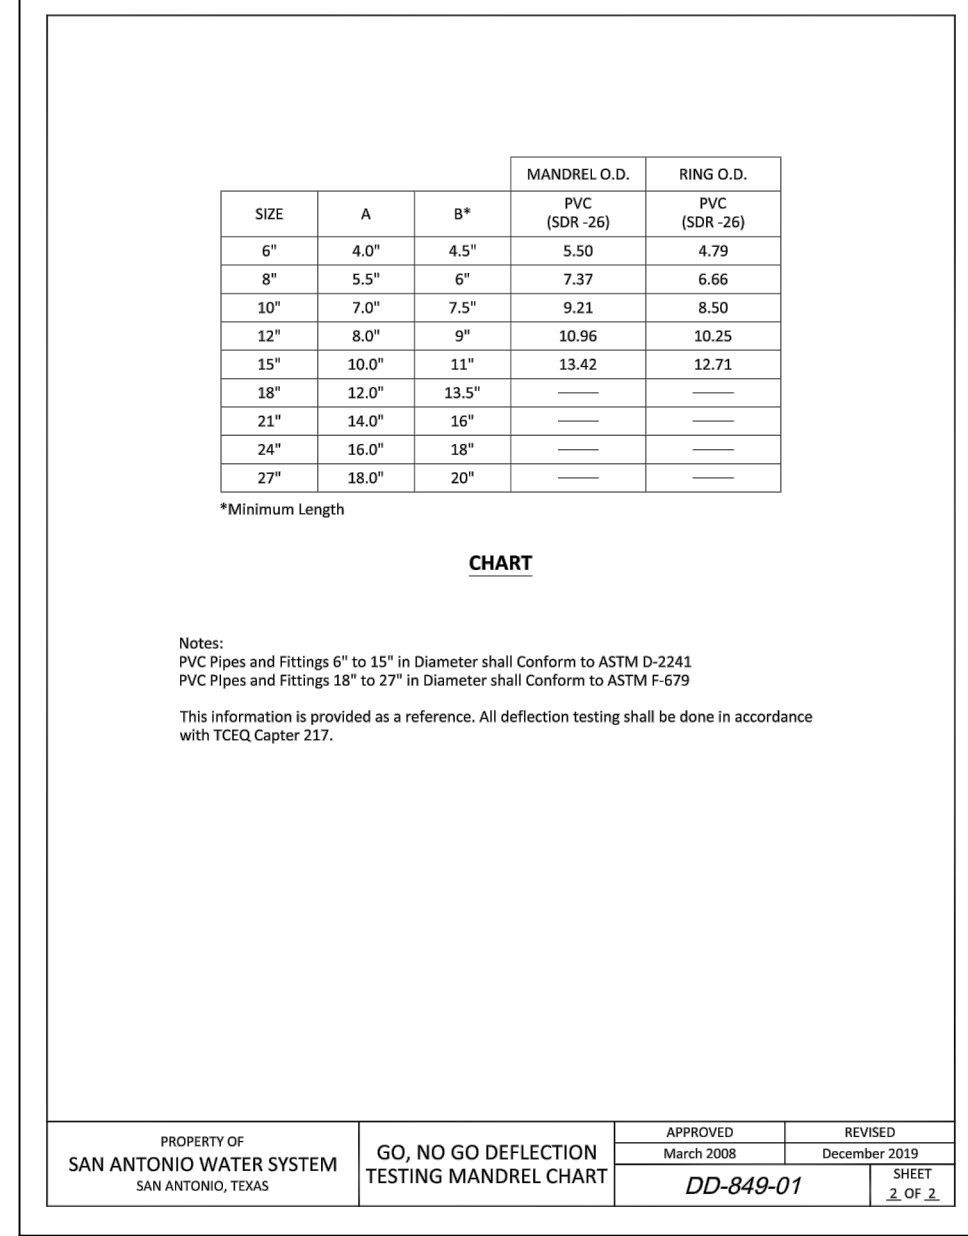 MANDREL O.D. RING O.D.
SIZE A B* PVC (SDR -26) PVC (SDR -26)
6" 4.0" 4.5" 5.50 4.79
8" 5.5" 6" 7.37 6.66
10" 7.0" 7.5" 9.21 8.50
12" 8.0" 9" 10.96 10.25
15" 10.0" 11" 13.42 12.71
18" 12.0" 13.5" —— ——
21" 14.0" 16" —— ——
24" 16.0" 18" —— ——
27" 18.0" 20" —— ——
*Minimum Length
CHART
Notes:
PVC Pipes and Fittings 6" to 15" in Diameter shall Conform to ASTM D-2241
PVC PIpes and Fittings 18" to 27" in Diameter shall Conform to ASTM F-679
This information is provided as a reference. All deflection testing shall be done in accordance
with TCEQ Capter 217.
PROPERTY OF
SAN ANTONIO WATER SYSTEM
SAN ANTONIO, TEXAS
GO, NO GO DEFLECTION
TESTING MANDREL CHART
APPROVED REVISED
March 2008 December 2019
DD-849-01
SHEET
2 OF 2